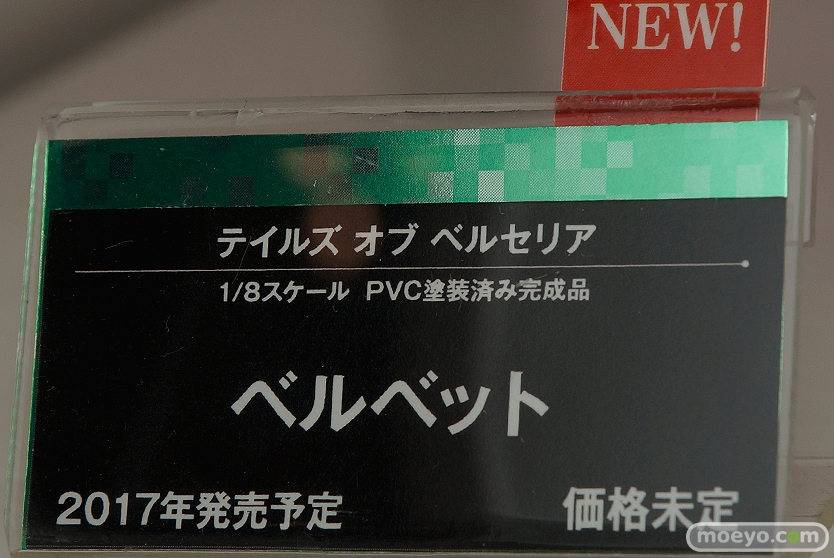 NEW!
テイルズ オブ ベルセリア
1/8スケール PVC塗装済み完成品
ベルベット
2017年発売予定 価格未定
moeyo.com